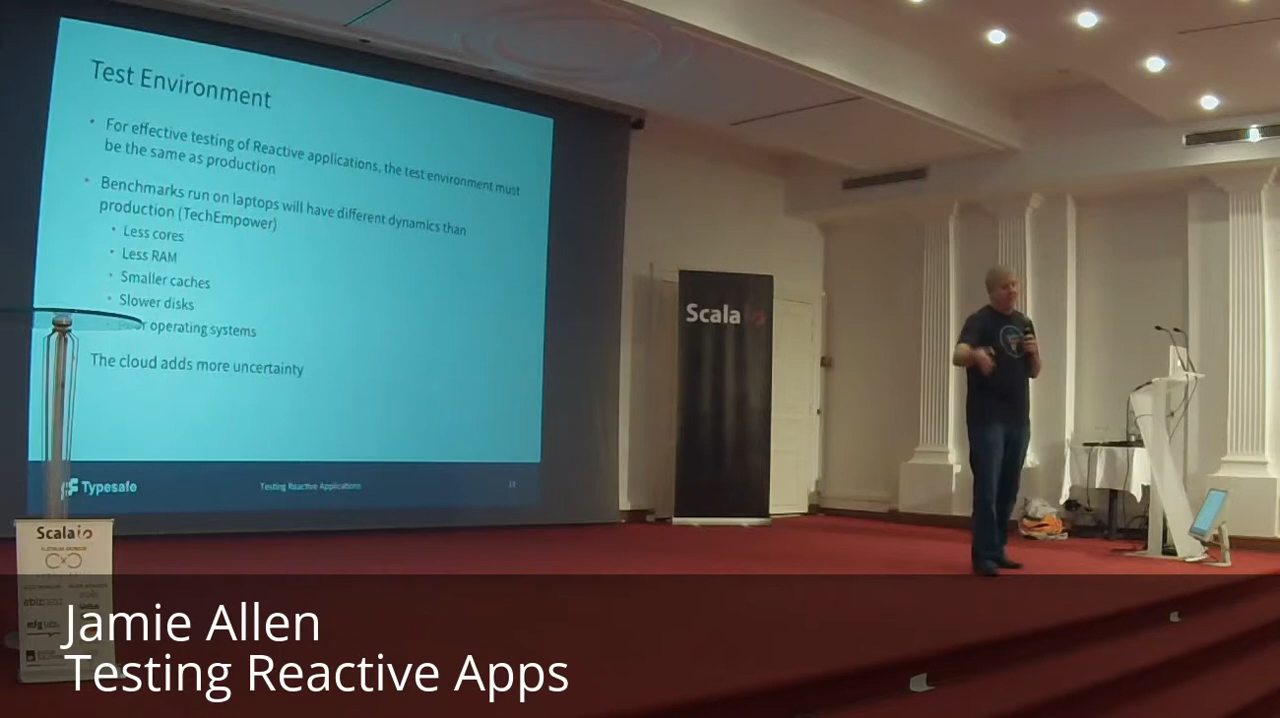 Test Environment
For effective testing of Reactive applications, the test environment must
be the same as production
Benchmarks run on laptops will have different dynamics than
production (TechEmpower)
Less cores
Less RAM
Smaller caches
Slower disks
operating systems
The cloud adds more uncertainty
Typesafe
Testing Reactive Applications
Scala io
Scala io
Jamie Allen
Testing Reactive Apps